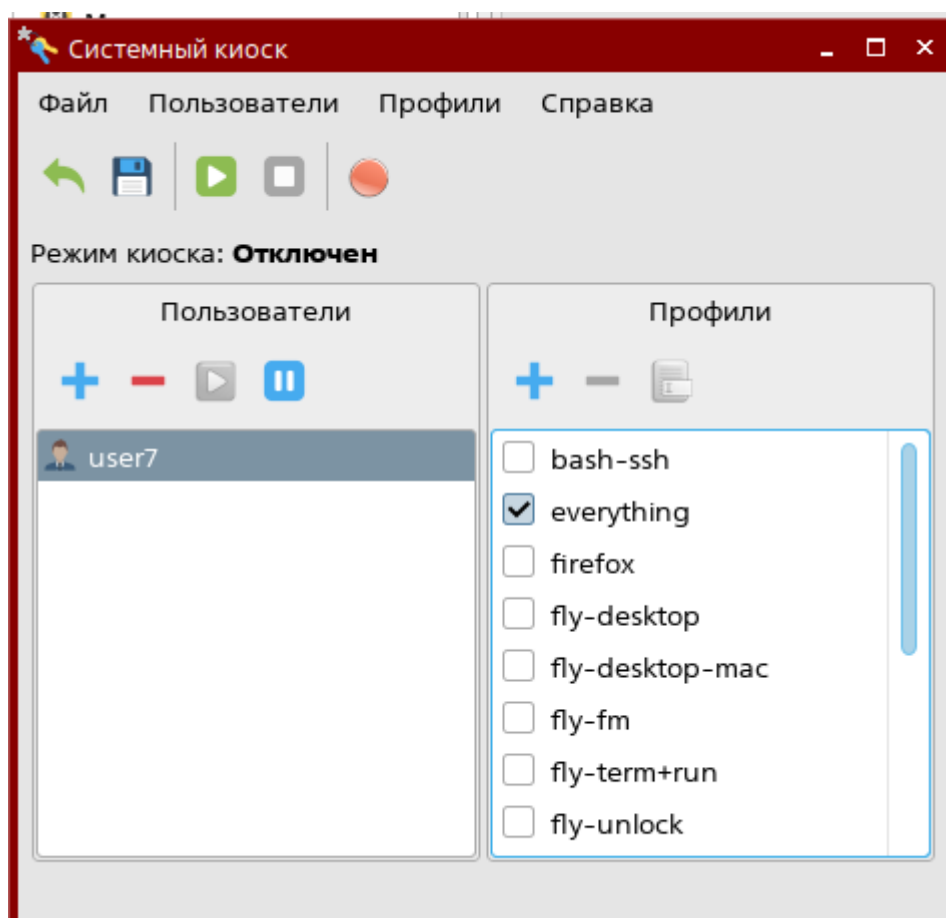 Системный киоск
Файл Пользователи Профили Справка
Режим киоска: Отключен
Пользователи
user7
Профили
bash-ssh
everything
firefox
fly-desktop
fly-desktop-mac
fly-fm
fly-term+run
fly-unlock